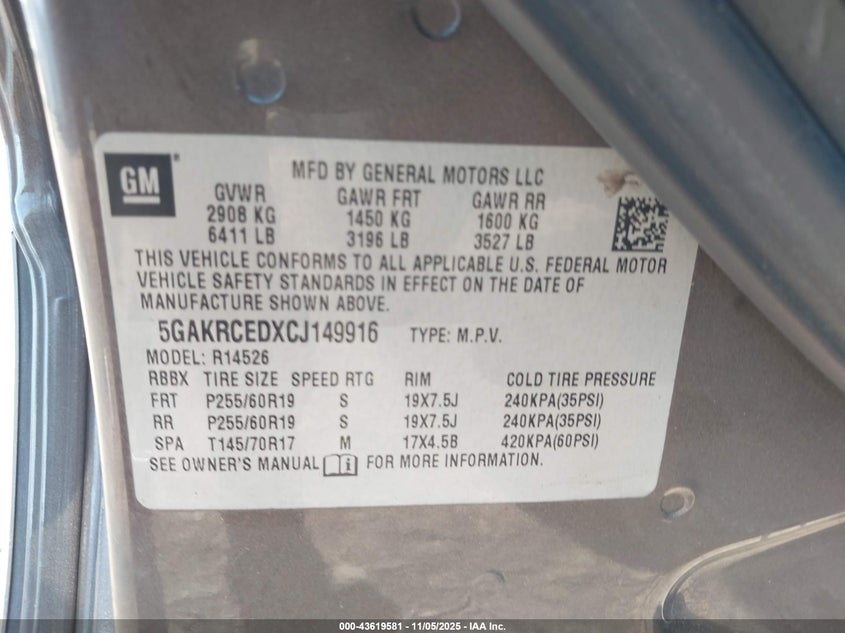 GM
MFD BY GENERAL MOTORS LLC
GVWR GAWR FRT GAWR RR
2908 KG 1450 KG 1600 KG
6411 LB 3196 LB 3527 LB
THIS VEHICLE CONFORMS TO ALL APPLICABLE U.S. FEDERAL MOTOR
VEHICLE SAFETY STANDARDS IN EFFECT ON THE DATE OF
MANUFACTURE SHOWN ABOVE.
5GAKRCEDXCJ149916 TYPE: M.P.V.
MODEL: R14526
RBBX TIRE SIZE SPEED RTG RIM COLD TIRE PRESSURE
FRT P255/60R19 S 19X7.5J 240KPA(35PSI)
RR P255/60R19 S 19X7.5J 240KPA(35PSI)
SPA T145/70R17 M 17X4.5B 420KPA(60PSI)
SEE OWNER'S MANUAL i FOR MORE INFORMATION.
000-43619581 - 11/05/2025 - IAA Inc.